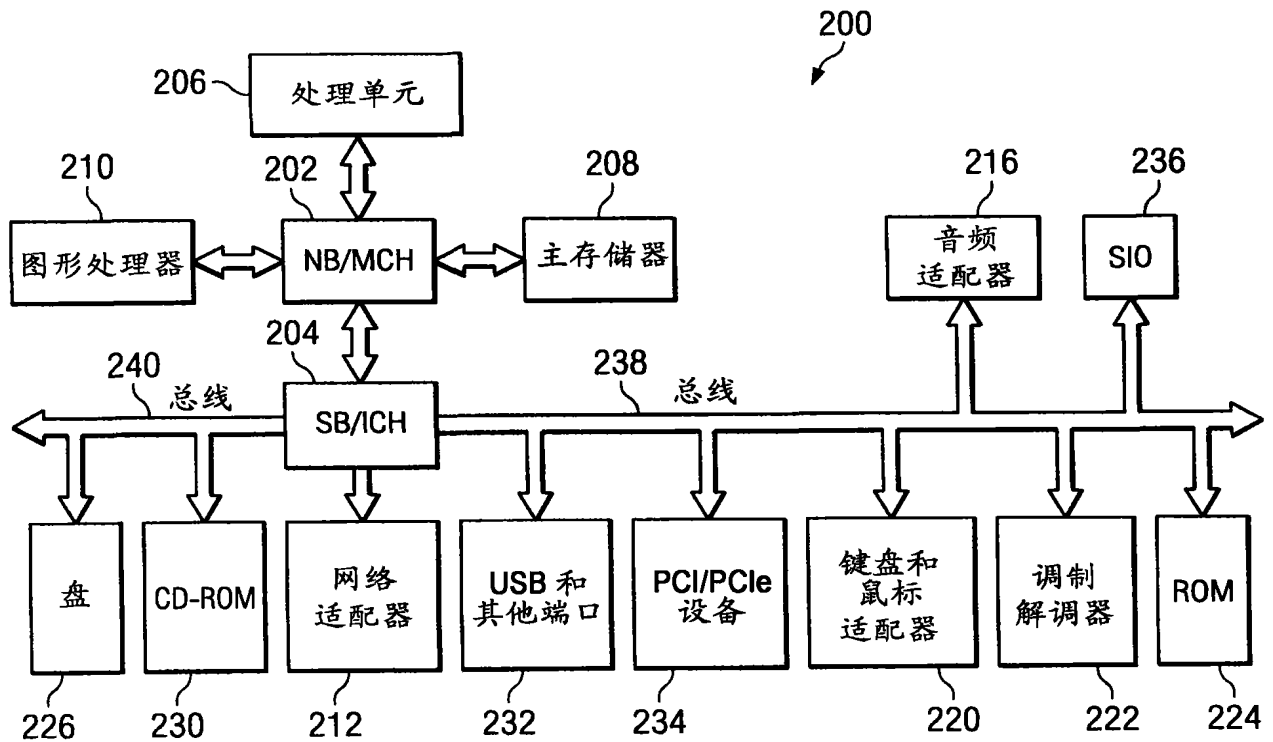 200
206
处理单元
210
202
208
216
236
图形处理器
NB/MCH
主存储器
音频
适配器
SIO
204
240
总线
238
总线
SB/ICH
盘
CD-ROM
网络
适配器
USB 和
其他端口
PCI/PCIe
设备
键盘和
鼠标
适配器
调制
解调器
ROM
226
230
212
232
234
220
222
224